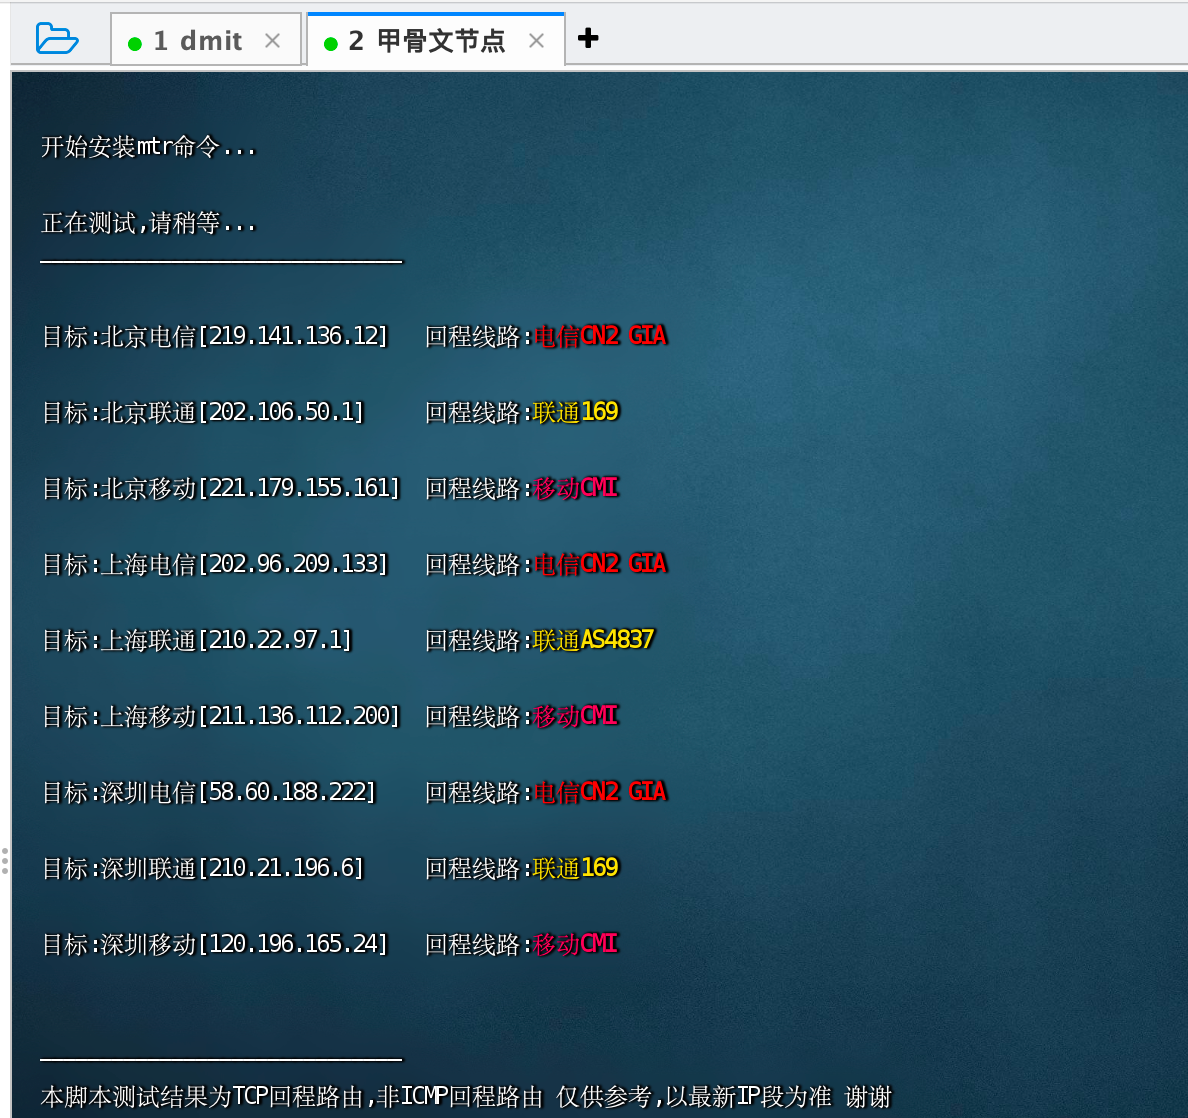 1 dmit × 2 甲骨文节点 × +
开始安装mtr命令...
正在测试,请稍等...
目标:北京电信[219.141.136.12] 回程线路:电信CN2 GIA
目标:北京联通[202.106.50.1] 回程线路:联通169
目标:北京移动[221.179.155.161] 回程线路:移动CMI
目标:上海电信[202.96.209.133] 回程线路:电信CN2 GIA
目标:上海联通[210.22.97.1] 回程线路:联通AS4837
目标:上海移动[211.136.112.200] 回程线路:移动CMI
目标:深圳电信[58.60.188.222] 回程线路:电信CN2 GIA
目标:深圳联通[210.21.196.6] 回程线路:联通169
目标:深圳移动[120.196.165.24] 回程线路:移动CMI
本脚本测试结果为TCP回程路由,非ICMP回程路由 仅供参考,以最新IP段为准 谢谢